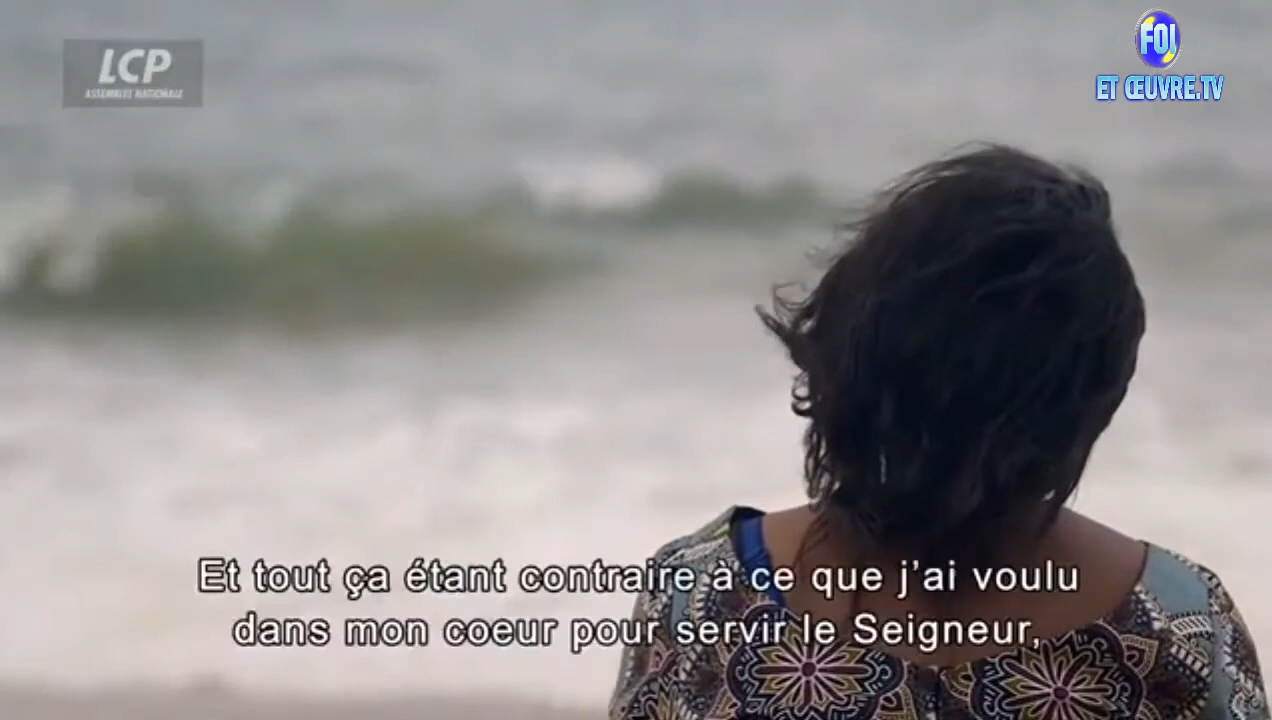 LCP
ASSEMBLÉE NATIONALE
FOI
ET ŒUVRE.TV
Et tout ça étant contraire à ce que j'ai voulu
dans mon coeur pour servir le Seigneur,